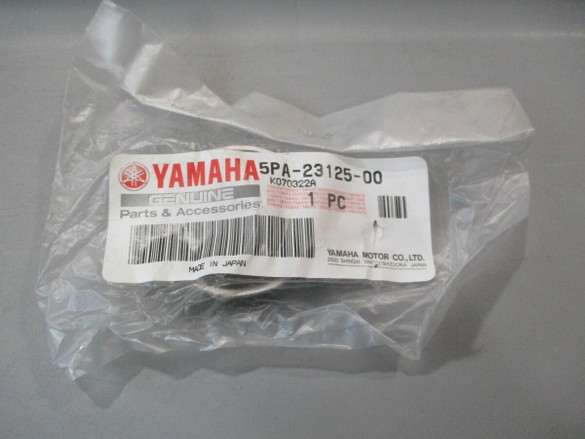 YAMAHA 5PA-23125-00
K070322A
GENUINE
1 PC
Parts & Accessories
YAMAHA MOTOR CO., LTD.
MADE IN JAPAN